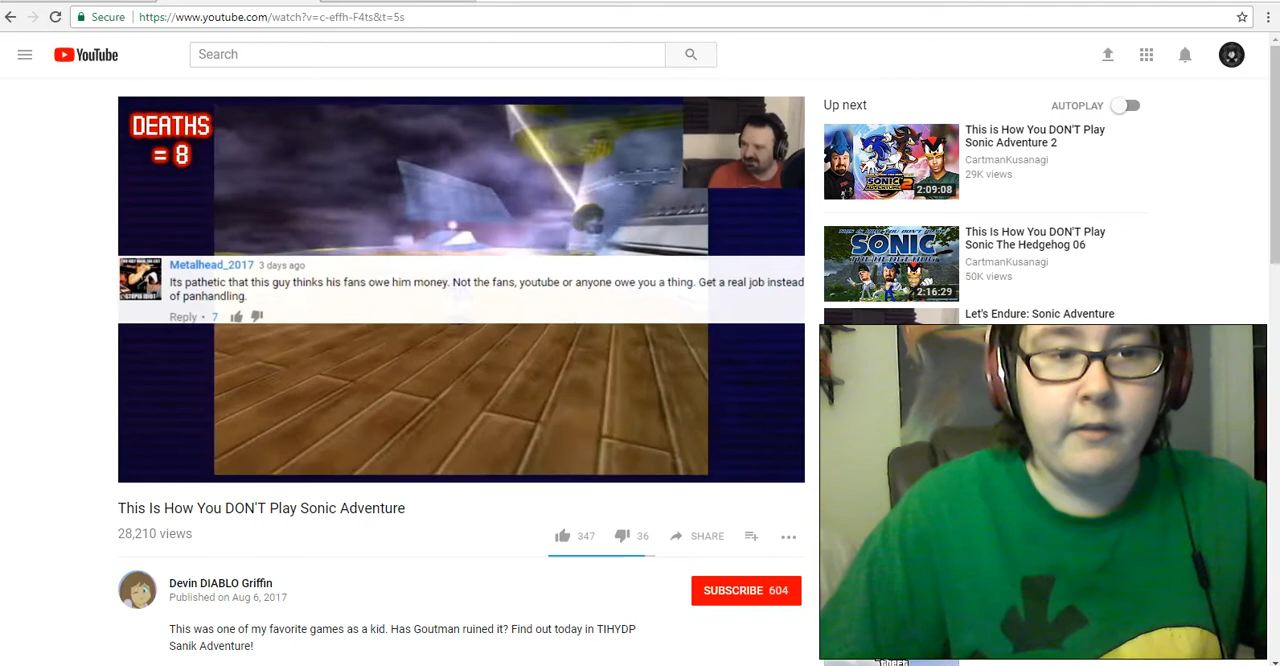 Secure https://www.youtube.com/watch?v=c-effh-F4ts&t=5s
YouTube
Search
DEATHS
= 8
Metalhead_2017 3 days ago
Its pathetic that this guy thinks his fans owe him money. Not the fans, youtube or anyone owe you a thing. Get a real job instead
of panhandling.
Reply • 7
This Is How You DON'T Play Sonic Adventure
28,210 views
347 36 SHARE
Devin DIABLO Griffin
Published on Aug 6, 2017
SUBSCRIBE 604
This was one of my favorite games as a kid. Has Goutman ruined it? Find out today in TIHYDP
Sanik Adventure!
Up next
AUTOPLAY
This is How You DON'T Play
Sonic Adventure 2
CartmanKusanagi
29K views
2:09:08
This Is How You DON'T Play
Sonic The Hedgehog 06
CartmanKusanagi
50K views
SONIC
2:16:29
Let's Endure: Sonic Adventure